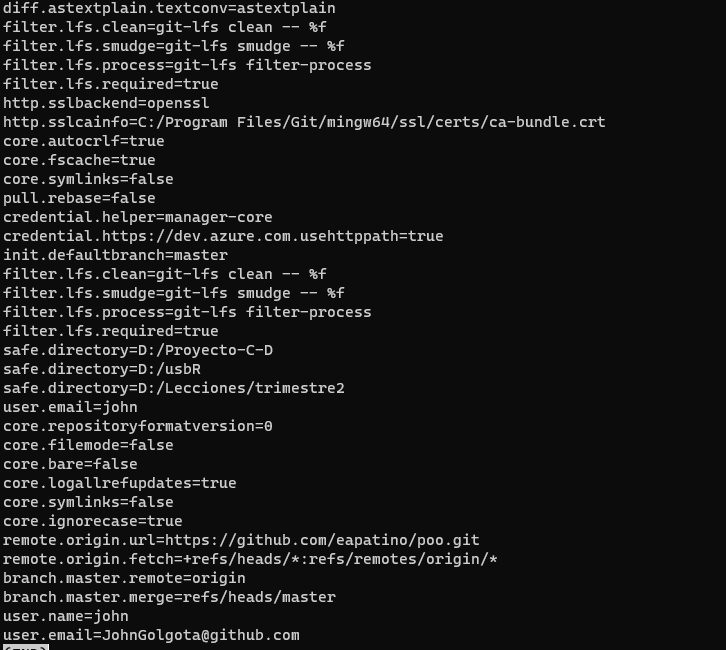 diff.astextplain.textconv=astextplain
filter.lfs.clean=git-lfs clean -- %f
filter.lfs.smudge=git-lfs smudge -- %f
filter.lfs.process=git-lfs filter-process
filter.lfs.required=true
http.sslbackend=openssl
http.sslcainfo=C:/Program Files/Git/mingw64/ssl/certs/ca-bundle.crt
core.autocrlf=true
core.fscache=true
core.symlinks=false
pull.rebase=false
credential.helper=manager-core
credential.https://dev.azure.com.usehttppath=true
init.defaultbranch=master
filter.lfs.clean=git-lfs clean -- %f
filter.lfs.smudge=git-lfs smudge -- %f
filter.lfs.process=git-lfs filter-process
filter.lfs.required=true
safe.directory=D:/Proyecto-C-D
safe.directory=D:/usbR
safe.directory=D:/Lecciones/trimestre2
user.email=john
core.repositoryformatversion=0
core.filemode=false
core.bare=false
core.logallrefupdates=true
core.symlinks=false
core.ignorecase=true
remote.origin.url=https://github.com/eapatino/poo.git
remote.origin.fetch=+refs/heads/*:refs/remotes/origin/*
branch.master.remote=origin
branch.master.merge=refs/heads/master
user.name=john
user.email=JohnGolgota@github.com